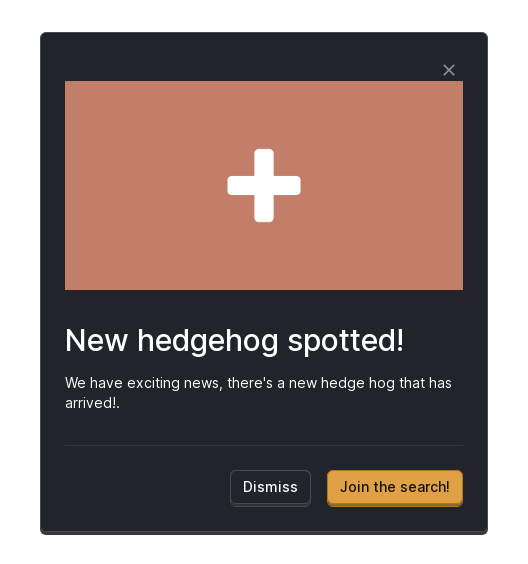 New hedgehog spotted!
We have exciting news, there's a new hedge hog that has
arrived!.
Dismiss
Join the search!